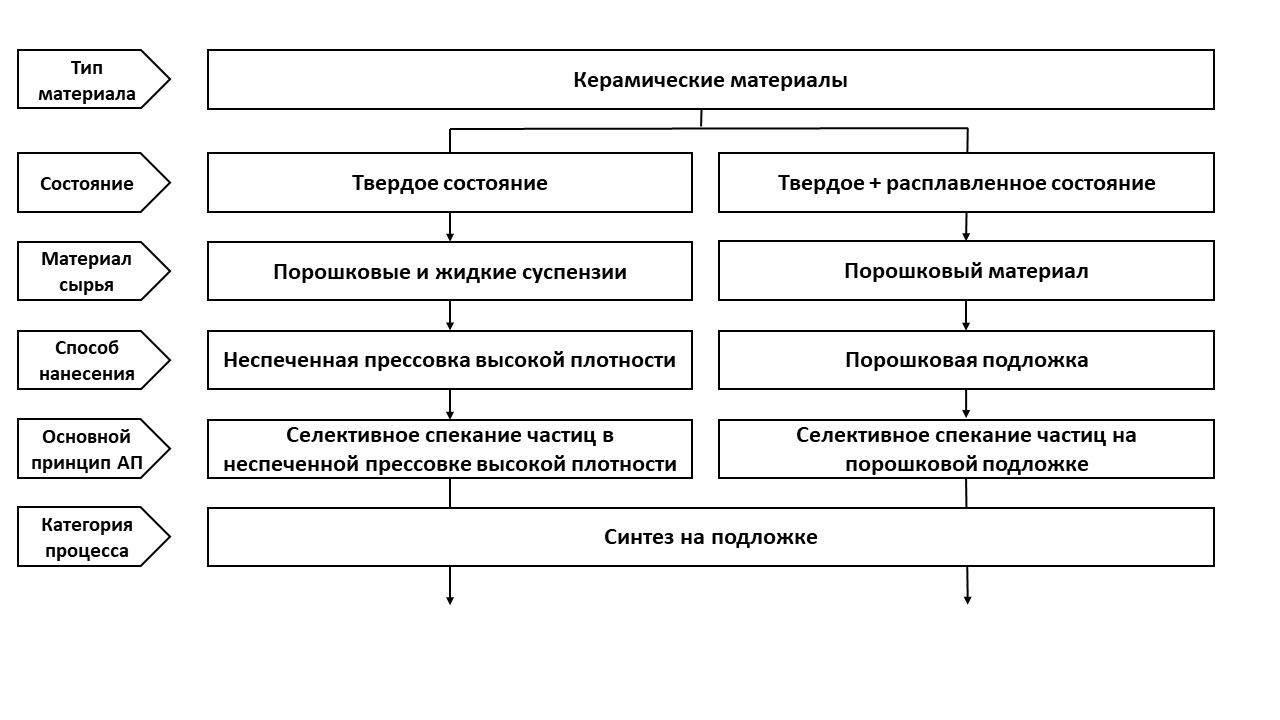 Тип
материала
Керамические материалы
Состояние
Твердое состояние
Твердое + расплавленное состояние
Материал
сырья
Порошковые и жидкие суспензии
Порошковый материал
Способ
нанесения
Неспеченная прессовка высокой плотности
Порошковая подложка
Основной
принцип АП
Селективное спекание частиц в
неспеченной прессовке высокой плотности
Селективное спекание частиц на
порошковой подложке
Категория
процесса
Синтез на подложке